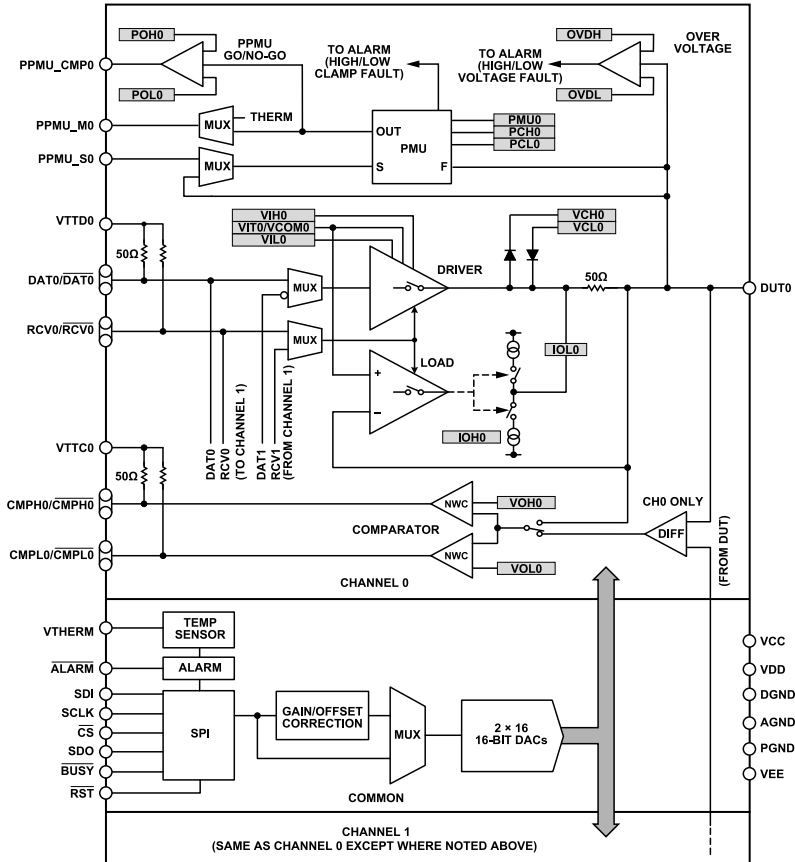 POH0
PPMU
GO/NO-GO
PPMU_CMP0
POL0
TO ALARM
(HIGH/LOW
CLAMP FAULT)
TO ALARM
(HIGH/LOW
VOLTAGE FAULT)
OVDH
OVER
VOLTAGE
OVDL
PPMU_M0
MUX
THERM
OUT
PMU
S
F
PMU0
PCH0
PCL0
PPMU_S0
MUX
VTTD0
50Ω
VIH0
VIT0/VCOM0
VIL0
VCH0
VCL0
DRIVER
DAT0/DAT0
MUX
50Ω
DUT0
RCV0/RCV0
MUX
LOAD
IOL0
+
–
IOH0
DAT0
RCV0
(TO CHANNEL 1)
DAT1
RCV1
(FROM CHANNEL 1)
VTTC0
50Ω
CMPH0/CMPH0
NWC
VOH0
COMPARATOR
CH0 ONLY
DIFF
(FROM DUT)
CMPL0/CMPL0
NWC
VOL0
CHANNEL 0
VTHERM
TEMP
SENSOR
ALARM
ALARM
SDI
SCLK
CS
SDO
BUSY
RST
SPI
GAIN/OFFSET
CORRECTION
MUX
2 × 16
16-BIT DACs
COMMON
VCC
VDD
DGND
AGND
PGND
VEE
CHANNEL 1
(SAME AS CHANNEL 0 EXCEPT WHERE NOTED ABOVE)